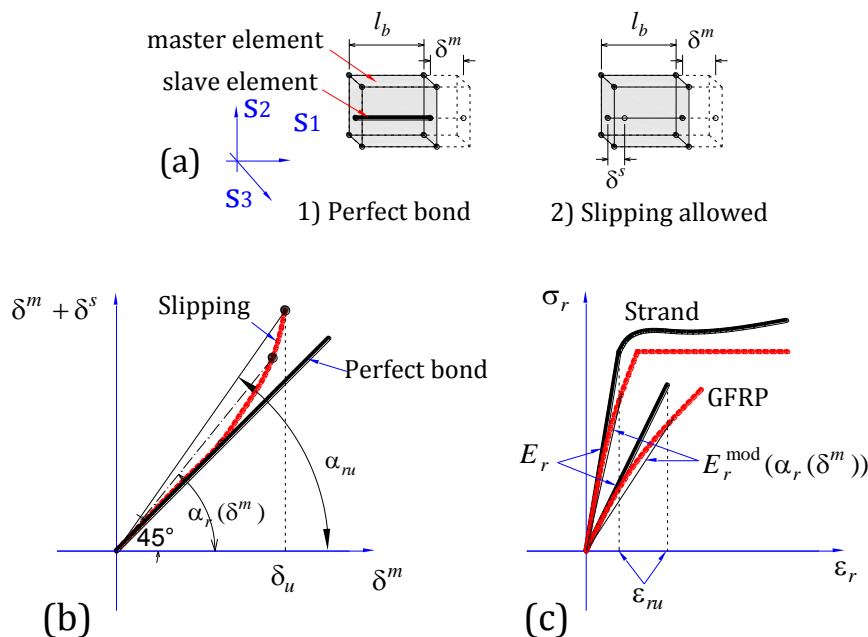 l_b
δ^m
l_b
δ^m
master element
slave element
S2
S1
S3
(a)
δ^s
1) Perfect bond
2) Slipping allowed
δ^m + δ^s
Slipping
Perfect bond
α_ru
α_r(δ^m)
45°
δ_u
δ^m
(b)
σ_r
Strand
GFRP
E_r
E_r^mod(α_r(δ^m))
ε_ru
ε_r
(c)